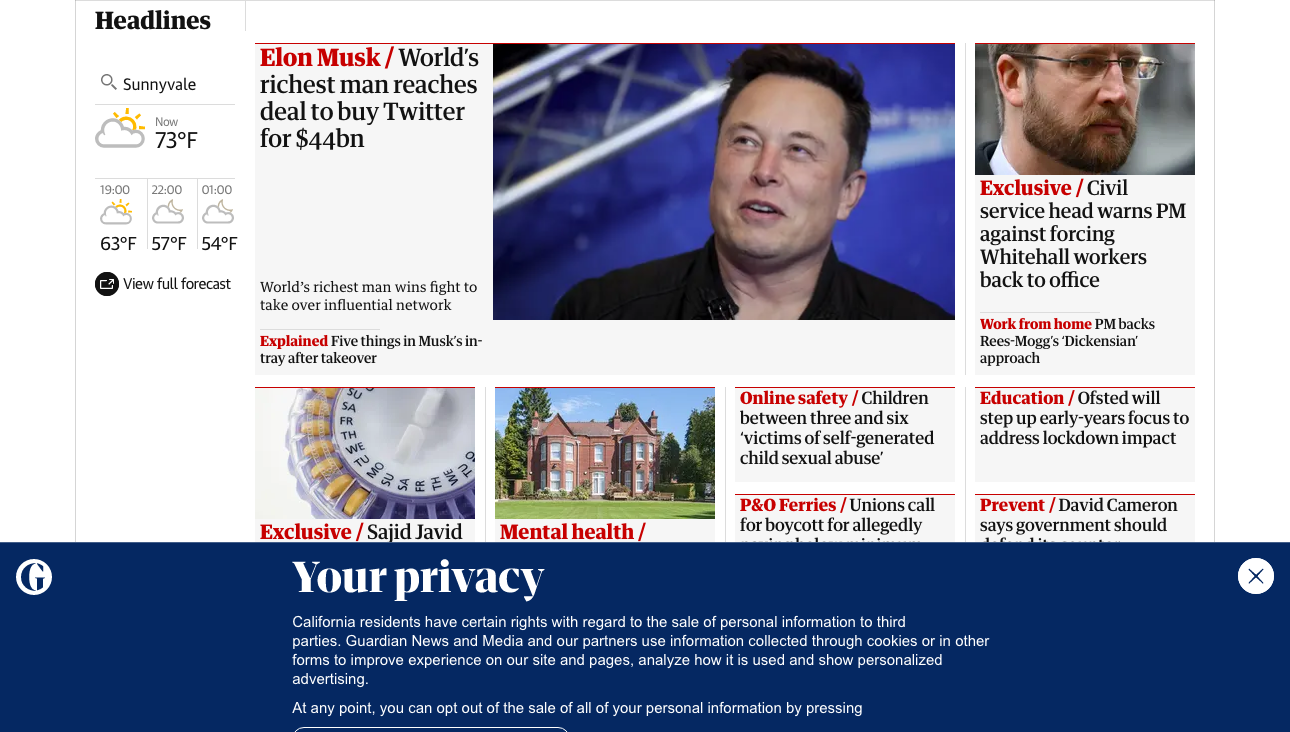 Headlines
Sunnyvale
Now
73°F
19:00
22:00
01:00
63°F
57°F
54°F
View full forecast
Elon Musk / World’s
richest man reaches
deal to buy Twitter
for $44bn
World’s richest man wins fight to
take over influential network
Explained Five things in Musk’s in-
tray after takeover
Exclusive / Civil
service head warns PM
against forcing
Whitehall workers
back to office
Work from home PM backs
Rees-Mogg’s ‘Dickensian’
approach
SU
SA
FR
TH
WE
TU
MO
SU
SA
FR
TH
WE
TU
Exclusive / Sajid Javid
Mental health /
Online safety / Children
between three and six
‘victims of self-generated
child sexual abuse’
Education / Ofsted will
step up early-years focus to
address lockdown impact
P&O Ferries / Unions call
for boycott for allegedly
Prevent / David Cameron
says government should
Your privacy
California residents have certain rights with regard to the sale of personal information to third
parties. Guardian News and Media and our partners use information collected through cookies or in other
forms to improve experience on our site and pages, analyze how it is used and show personalized
advertising.
At any point, you can opt out of the sale of all of your personal information by pressing